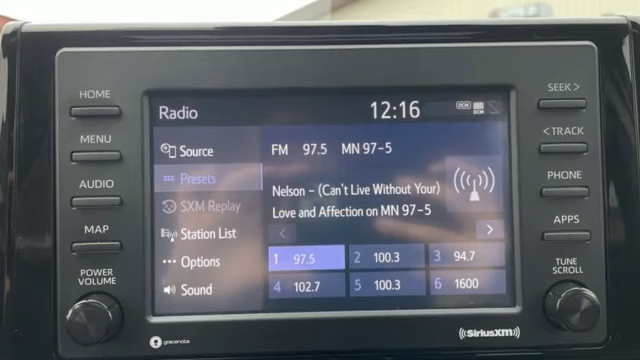 HOME
MENU
AUDIO
MAP
POWER
VOLUME
Radio
12:16
DCM
DCM
Source
Presets
SXM Replay
Station List
Options
Sound
FM 97.5 MN 97-5
Nelson - (Can't Live Without Your)
Love and Affection on MN 97-5
<
>
1 97.5
2 100.3
3 94.7
4 102.7
5 100.3
6 1600
SEEK >
< TRACK
PHONE
APPS
TUNE
SCROLL
gracenote
SiriusXM